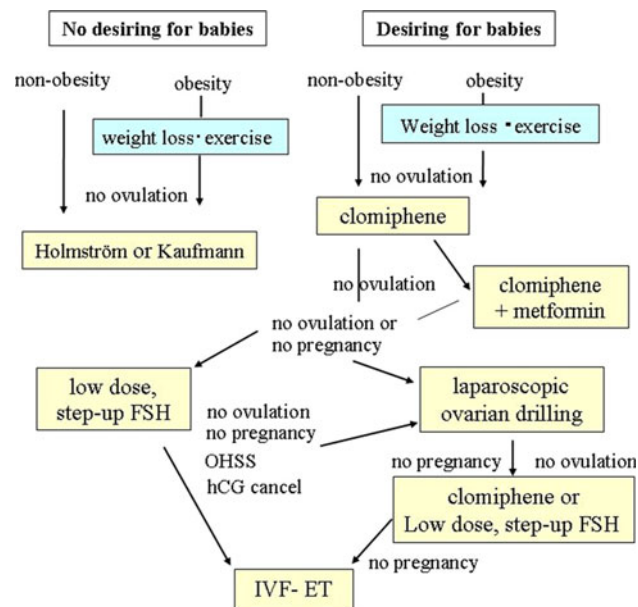 No desiring for babies
Desiring for babies
non-obesity
obesity
non-obesity
obesity
weight loss・exercise
Weight loss・exercise
no ovulation
no ovulation
Holmström or Kaufmann
clomiphene
no ovulation
clomiphene
+ metformin
no ovulation or
no pregnancy
low dose,
step-up FSH
laparoscopic
ovarian drilling
no ovulation
no pregnancy
OHSS
hCG cancel
no pregnancy
no ovulation
clomiphene or
Low dose, step-up FSH
no pregnancy
IVF- ET